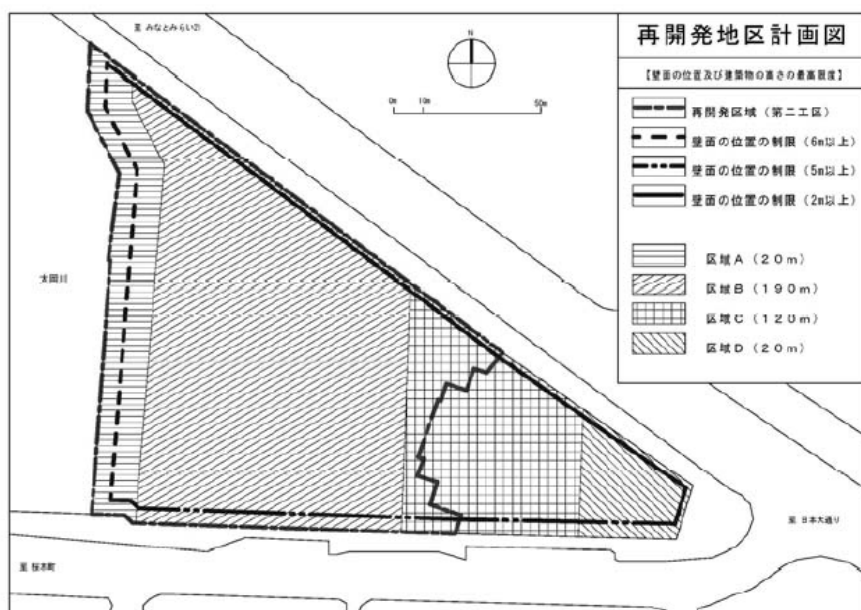 至 みなとみらい21
再開発地区計画図
【壁面の位置及び建築物の高さの最高限度】
N
0m 10m 50m
再開発区域(第二工区)
壁面の位置の制限(6m以上)
壁面の位置の制限(5m以上)
壁面の位置の制限(2m以上)
区域A(20m)
区域B(190m)
区域C(120m)
区域D(20m)
大岡川
至 日本大通り
至 桜木町